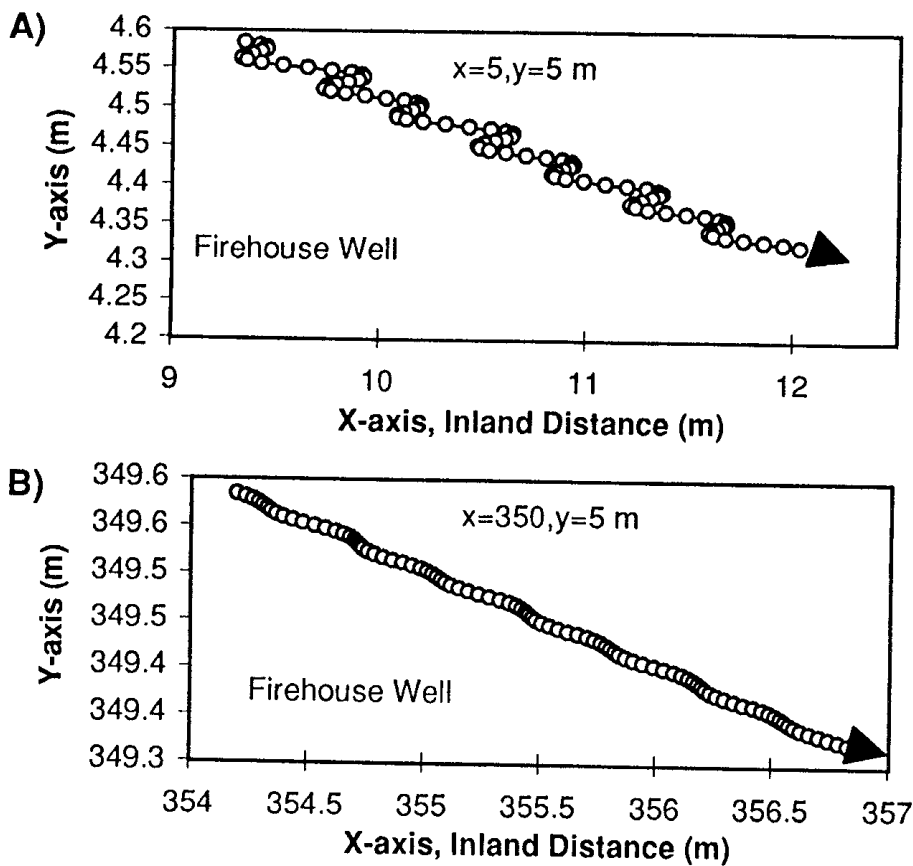 A)
4.6
4.55
4.5
4.45
4.4
4.35
4.3
4.25
4.2
Y-axis (m)
x=5,y=5 m
Firehouse Well
9 10 11 12
X-axis, Inland Distance (m)
B)
349.6
349.6
349.5
349.5
349.4
349.4
349.3
Y-axis (m)
x=350,y=5 m
Firehouse Well
354 354.5 355 355.5 356 356.5 357
X-axis, Inland Distance (m)